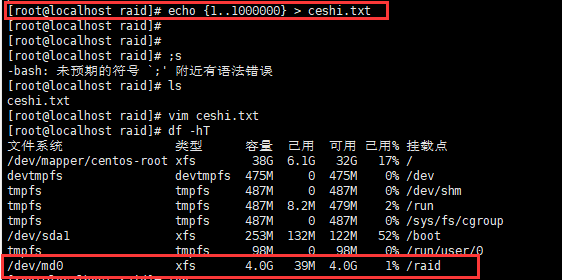 [root@localhost raid]# echo {1..1000000} > ceshi.txt
[root@localhost raid]#
[root@localhost raid]#
[root@localhost raid]# ;s
-bash: 未预期的符号 `;' 附近有语法错误
[root@localhost raid]# ls
ceshi.txt
[root@localhost raid]# vim ceshi.txt
[root@localhost raid]# df -hT
文件系统 类型 容量 已用 可用 已用% 挂载点
/dev/mapper/centos-root xfs 38G 6.1G 32G 17% /
devtmpfs devtmpfs 475M 0 475M 0% /dev
tmpfs tmpfs 487M 0 487M 0% /dev/shm
tmpfs tmpfs 487M 8.2M 479M 2% /run
tmpfs tmpfs 487M 0 487M 0% /sys/fs/cgroup
/dev/sda1 xfs 253M 132M 122M 52% /boot
tmpfs tmpfs 98M 0 98M 0% /run/user/0
/dev/md0 xfs 4.0G 39M 4.0G 1% /raid